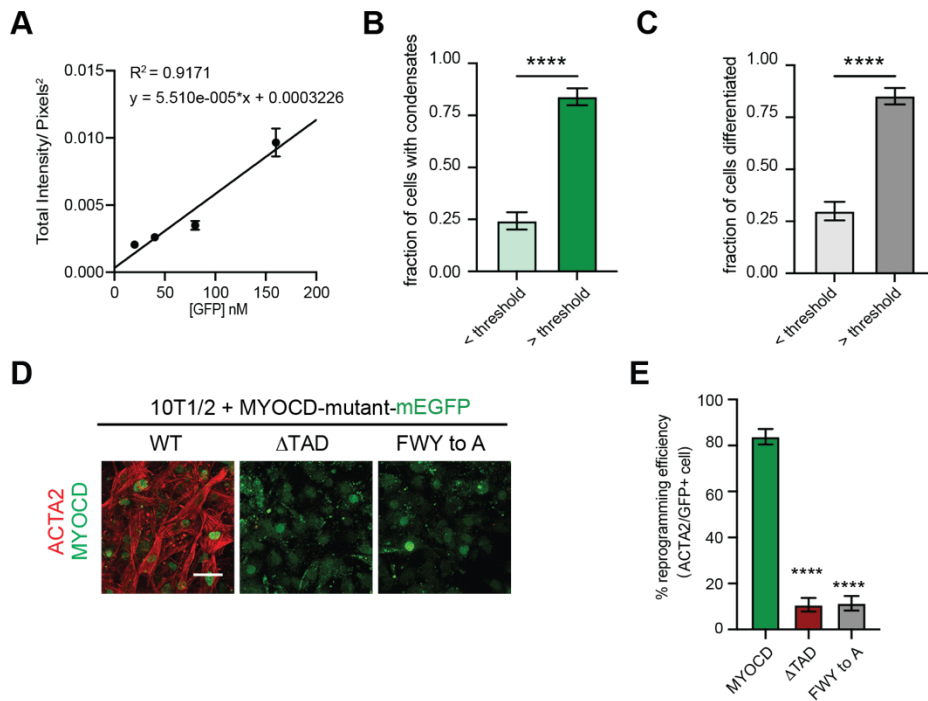 A
R² = 0.9171
y = 5.510e-005*x + 0.0003226
Total Intensity/ Pixels²
0.015
0.010
0.005
0.000
0 50 100 150 200
[GFP] nM
B
fraction of cells with condensates
1.00
0.75
0.50
0.25
0.00
****
< threshold
> threshold
C
fraction of cells differentiated
1.00
0.75
0.50
0.25
0.00
****
< threshold
> threshold
D
10T1/2 + MYOCD-mutant-mEGFP
WT ΔTAD FWY to A
ACTA2
MYOCD
E
% reprogramming efficiency
(ACTA2/GFP+ cell)
100
80
60
40
20
0
**** ****
MYOCD
ΔTAD
FWY to A